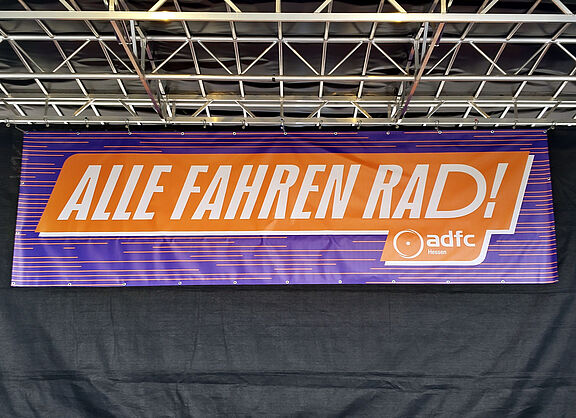 ALLE FAHREN RAD!
adfc
Hessen